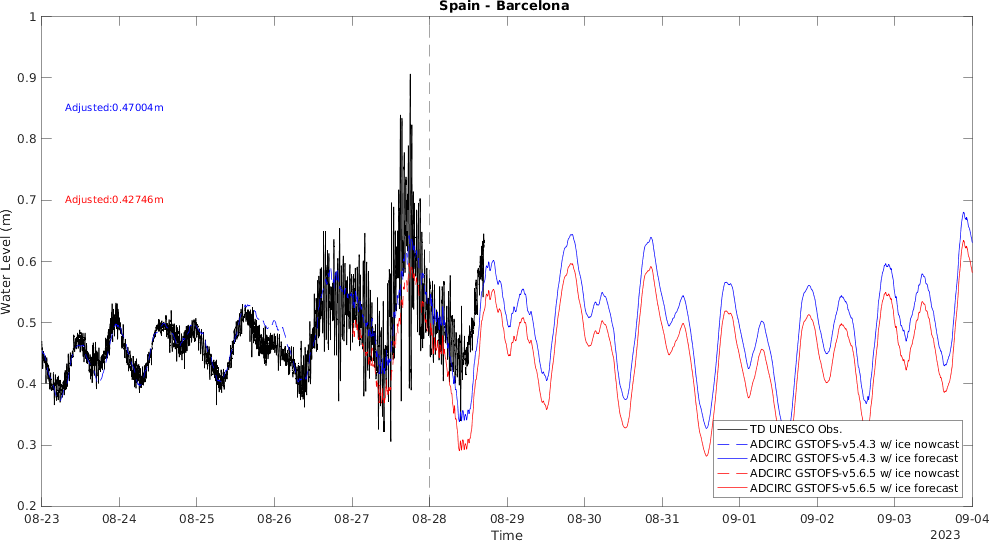 Spain - Barcelona
1
0.9
0.8
0.7
0.6
0.5
0.4
0.3
0.2
Water Level (m)
Adjusted:0.47004m
Adjusted:0.42746m
TD UNESCO Obs.
ADCIRC GSTOFS-v5.4.3 w/ ice nowcast
ADCIRC GSTOFS-v5.4.3 w/ ice forecast
ADCIRC GSTOFS-v5.6.5 w/ ice nowcast
ADCIRC GSTOFS-v5.6.5 w/ ice forecast
08-23 08-24 08-25 08-26 08-27 08-28 08-29 08-30 08-31 09-01 09-02 09-03 09-04
Time
2023